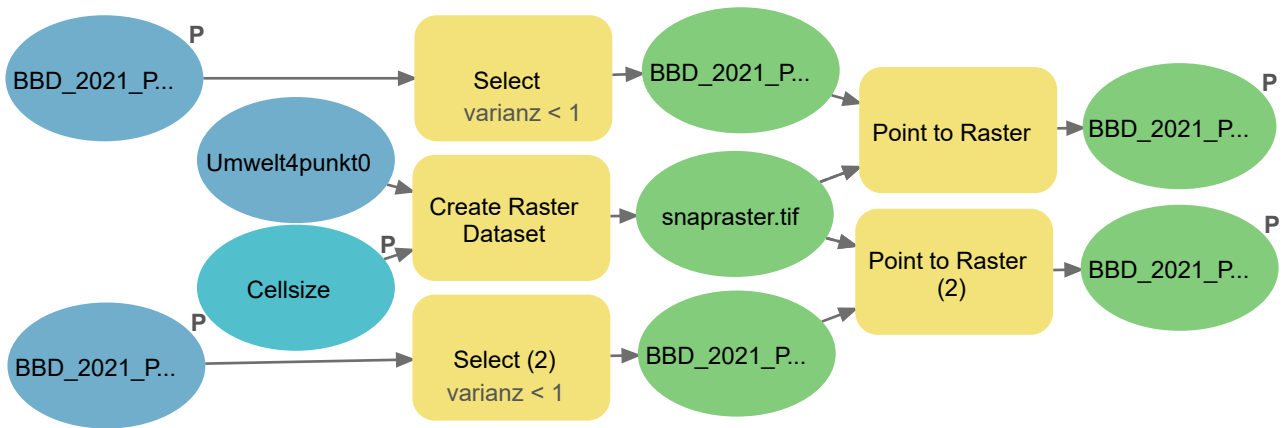 P
BBD_2021_P...
Select
varianz < 1
BBD_2021_P...
Point to Raster
P
BBD_2021_P...
Umwelt4punkt0
Create Raster
Dataset
snapraster.tif
P
Cellsize
Point to Raster
(2)
P
BBD_2021_P...
P
BBD_2021_P...
Select (2)
varianz < 1
BBD_2021_P...